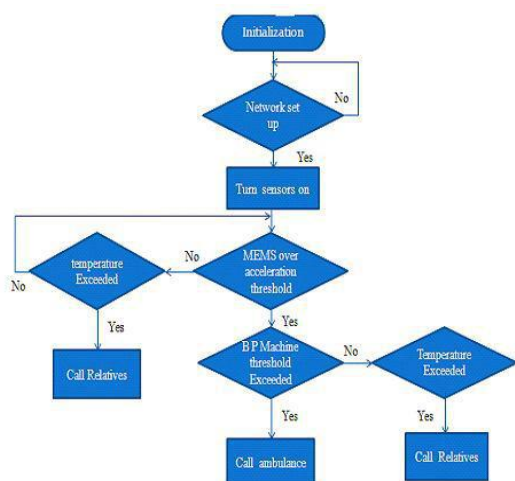 Initialization
Network set
up
No
Yes
Turn sensors on
MEMS over
acceleration
threshold
No
temperature
Exceeded
No
Yes
Call Relatives
Yes
BP Machine
threshold
Exceeded
No
Temperature
Exceeded
Yes
Call ambulance
Yes
Call Relatives